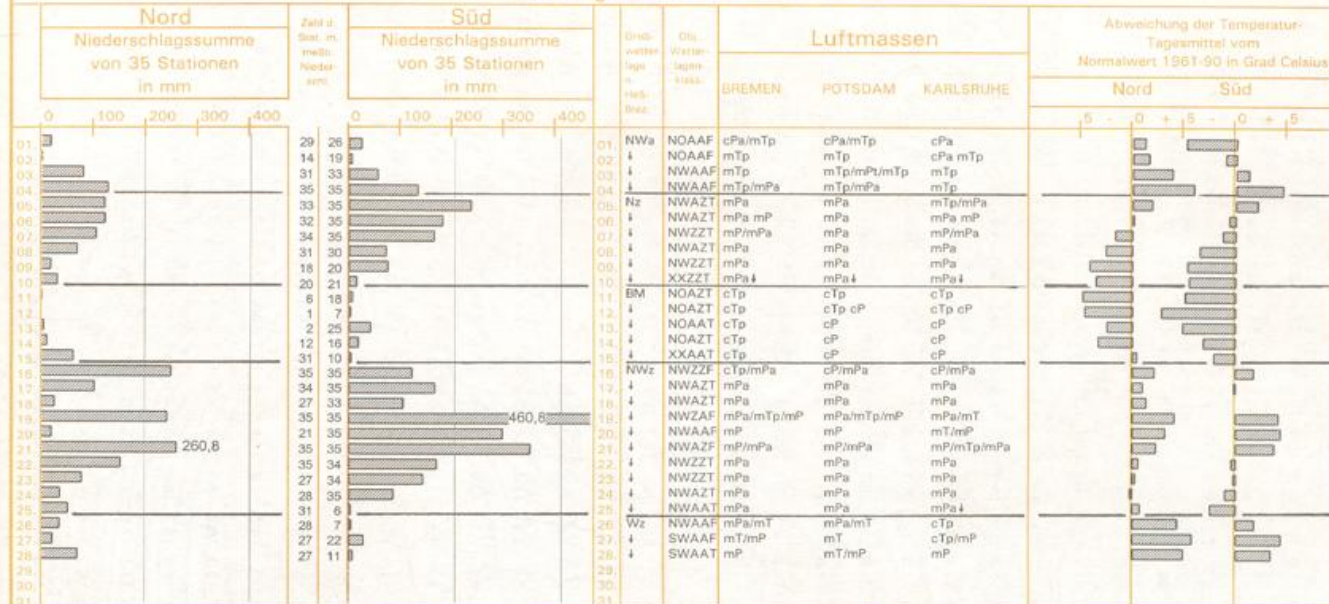 Nord
Niederschlagssumme
von 35 Stationen
in mm
0 100 200 300 400
Zahl d.
Stat. m.
meßb.
Nieder-
schl.
Süd
Niederschlagssumme
von 35 Stationen
in mm
0 100 200 300 400
Groß-
wetter
lage
n.
Heß-
Brez.
Obj.
Wetter-
lagen-
klass.
Luftmassen
BREMEN POTSDAM KARLSRUHE
Abweichung der Temperatur-
Tagesmittel vom
Normalwert 1961-90 in Grad Celsius
Nord Süd
5 - 0 + 5 - 0 + 5
01. 29 26 01. NWa NOAAF cPa/mTp cPa/mTp cPa
02. 14 19 02. ↓ NOAAF mTp mTp cPa mTp
03. 31 33 03. ↓ NWAAF mTp mTp/mPt/mTp mTp
04. 35 35 04. ↓ NWAAF mTp/mPa mTp/mPa mTp
05. 33 35 05. Nz NWAZT mPa mPa mTp/mPa
06. 32 35 06. ↓ NWAZT mPa mP mPa mPa mP
07. 34 35 07. ↓ NWZZT mP/mPa mPa mP/mPa
08. 31 30 08. ↓ NWAZT mPa mPa mPa
09. 18 20 09. ↓ NWZZT mPa mPa mPa
10. 20 21 10. ↓ XXZZT mPa↓ mPa↓ mPa↓
11. 6 18 11. BM NOAZT cTp cTp cTp
12. 1 7 12. ↓ NOAZT cTp cTp cP cTp cP
13. 2 25 13. ↓ NOAAT cTp cP cP
14. 12 16 14. ↓ NOAZT cTp cP cP
15. 31 10 15. ↓ XXAAT cTp cP cP
16. 35 35 16. NWz NWZZF cTp/mPa cP/mPa cP/mPa
17. 34 35 17. ↓ NWAZT mPa mPa mPa
18. 27 33 18. ↓ NWAZT mPa mPa mPa
19. 35 35 460,8 19. ↓ NWZAF mPa/mTp/mP mPa/mTp/mP mPa/mT
20. 21 35 20. ↓ NWAAF mP mP mT/mP
21. 260,8 35 35 21. ↓ NWAZF mP/mPa mP/mPa mP/mTp/mPa
22. 35 34 22. ↓ NWZZT mPa mPa mPa
23. 27 34 23. ↓ NWZZT mPa mPa mPa
24. 28 35 24. ↓ NWAZT mPa mPa mPa
25. 31 6 25. ↓ NWAAT mPa mPa mPa↓
26. 28 7 26. Wz NWAAF mPa/mT mPa/mT cTp
27. 27 22 27. ↓ SWAAF mT/mP mT cTp/mP
28. 27 11 28. ↓ SWAAT mP mT/mP mP
29. 29.
30. 30.
31. 31.